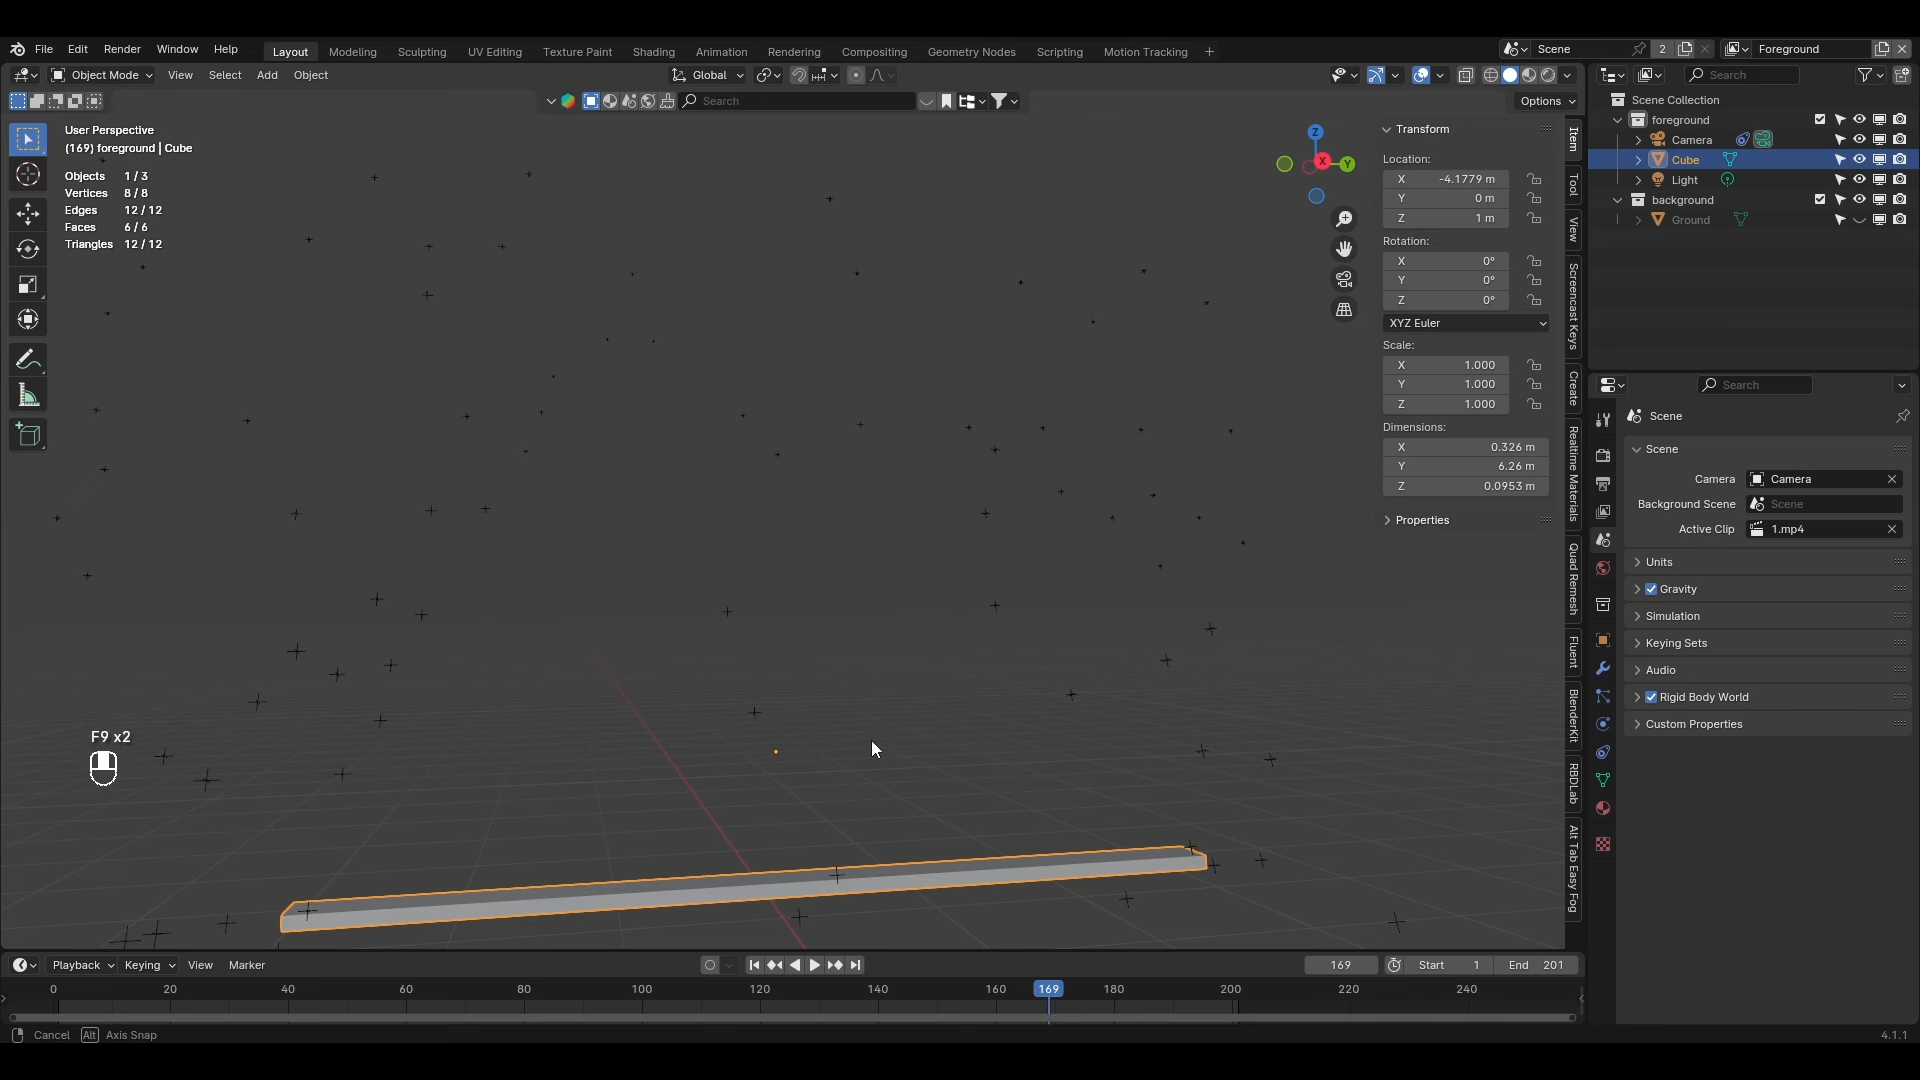 File Edit Render Window Help Layout Modeling Sculpting UV Editing Texture Paint Shading Animation Rendering Compositing Geometry Nodes Scripting Motion Tracking + Scene 2 Foreground
Object Mode View Select Add Object Global Search
Search Options
User Perspective
(169) foreground | Cube
Objects 1 / 3
Vertices 8 / 8
Edges 12 / 12
Faces 6 / 6
Triangles 12 / 12
F9 x2
Z
X
Y
Transform
Location:
X -4.1779 m
Y 0 m
Z 1 m
Rotation:
X 0°
Y 0°
Z 0°
XYZ Euler
Scale:
X 1.000
Y 1.000
Z 1.000
Dimensions:
X 0.326 m
Y 6.26 m
Z 0.0953 m
Properties
Item
Tool
View
Screencast Keys
Create
Realtime Materials
Quad Remesh
Fluent
BlenderKit
RBDLab
Alt Tab Easy Fog
Scene Collection
foreground
Camera
Cube
Light
background
Ground
Search
Scene
Scene
Camera Camera
Background Scene Scene
Active Clip 1.mp4
Units
Gravity
Simulation
Keying Sets
Audio
Rigid Body World
Custom Properties
Playback Keying View Marker 169 Start 1 End 201
0 20 40 60 80 100 120 140 160 169 180 200 220 240
Cancel Alt Axis Snap 4.1.1